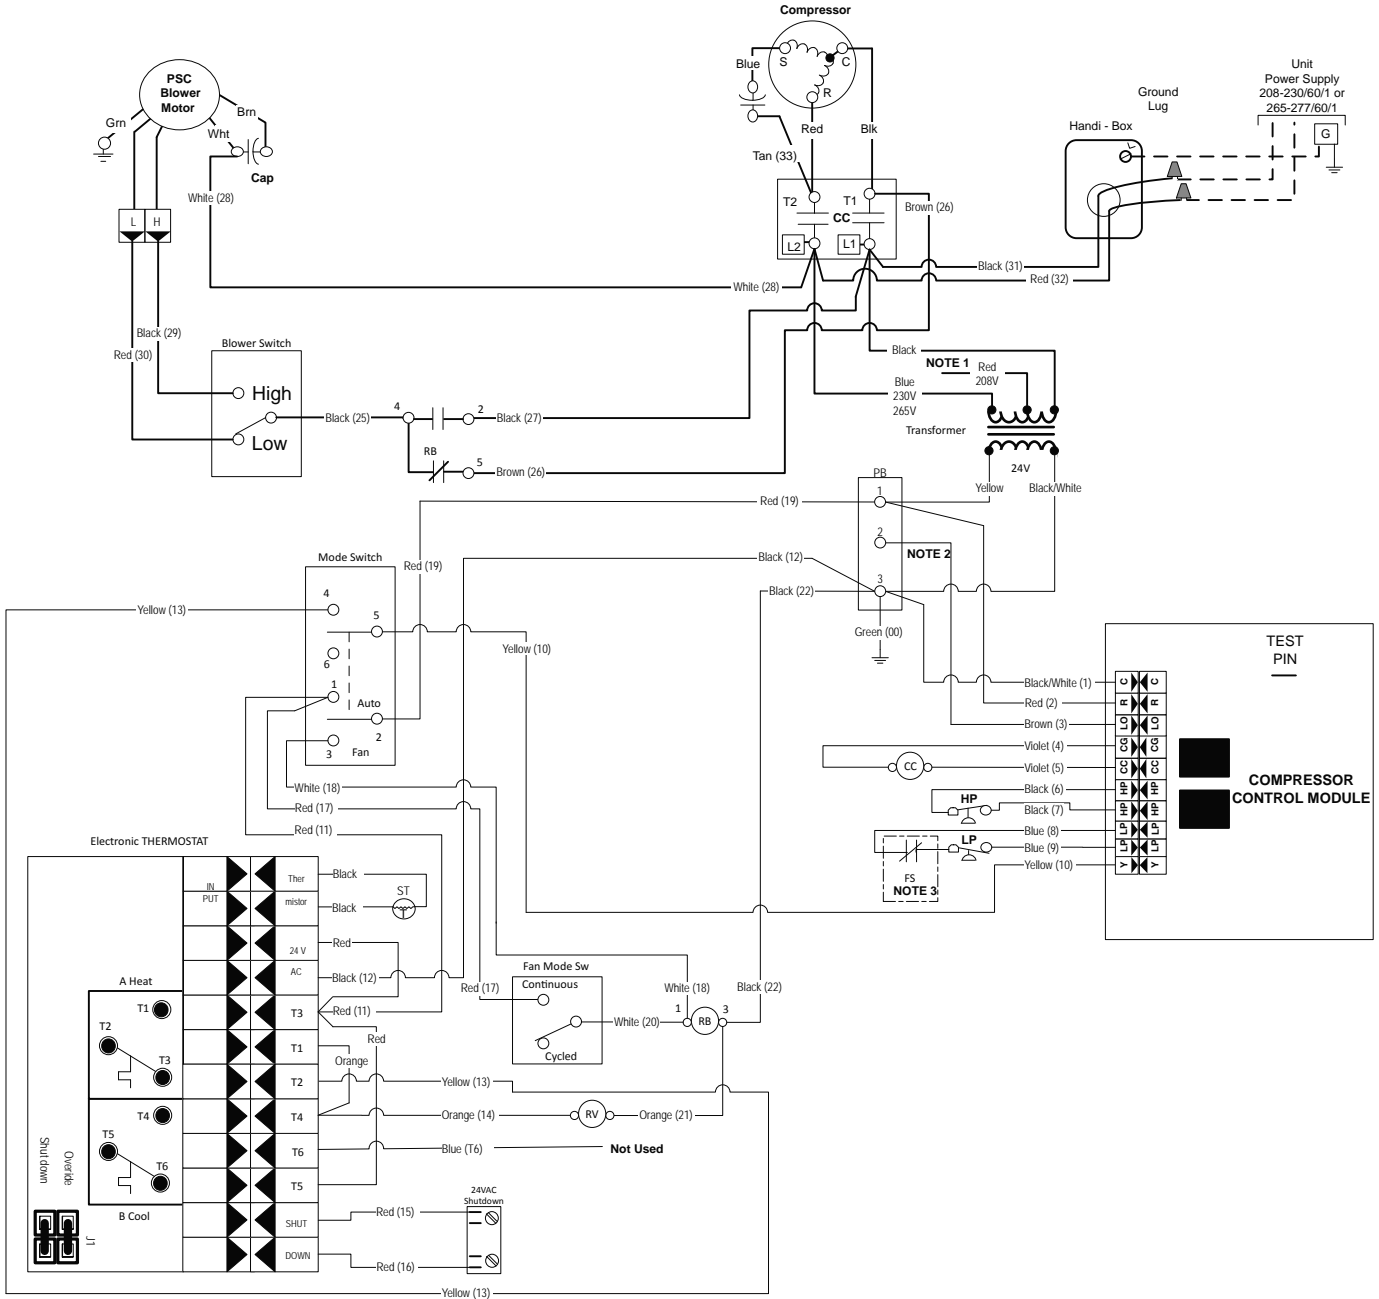 Compressor
S
C
R
Blue
Red
Blk
Tan (33)
PSC
Blower
Motor
Grn
Wht
Brn
Cap
White (28)
Unit
Power Supply
208-230/60/1 or
265-277/60/1
Ground
Lug
Handi - Box
G
T2
T1
CC
L2
L1
Brown (26)
L
H
White (28)
Black (31)
Red (32)
Black (29)
Red (30)
Blower Switch
High
Low
Black (25)
4
2
Black (27)
RB
5
Brown (26)
Black
NOTE 1
Red
208V
Blue
230V
265V
Transformer
24V
Yellow
Black/White
PB
1
2
3
NOTE 2
Red (19)
Mode Switch
Red (19)
Black (12)
Black (22)
Green (00)
4
5
6
1
Auto
2
3
Fan
Yellow (13)
Yellow (10)
TEST
PIN
Black/White (1)
C
C
Red (2)
R
R
Brown (3)
LO
LO
Violet (4)
CG
CG
CC
Violet (5)
CC
CC
Black (6)
HP
HP
HP
Black (7)
HP
HP
Blue (8)
LP
LP
LP
Blue (9)
LP
LP
Yellow (10)
Y
Y
COMPRESSOR
CONTROL MODULE
FS
NOTE 3
White (18)
Red (17)
Red (11)
Electronic THERMOSTAT
IN
PUT
Ther
mistor
24 V
AC
T3
T1
T2
T4
T6
T5
SHUT
DOWN
Black
Black
ST
Red
Black (12)
Red (11)
Red
Orange
Yellow (13)
Orange (14)
RV
Orange (21)
Blue (T6)
Not Used
Red (15)
Red (16)
24VAC
Shutdown
Fan Mode Sw
Continuous
Cycled
Red (17)
White (20)
White (18)
1
RB
3
Black (22)
A Heat
T1
T2
T3
T4
T5
T6
B Cool
Shut down
Overide
J1
Yellow (13)